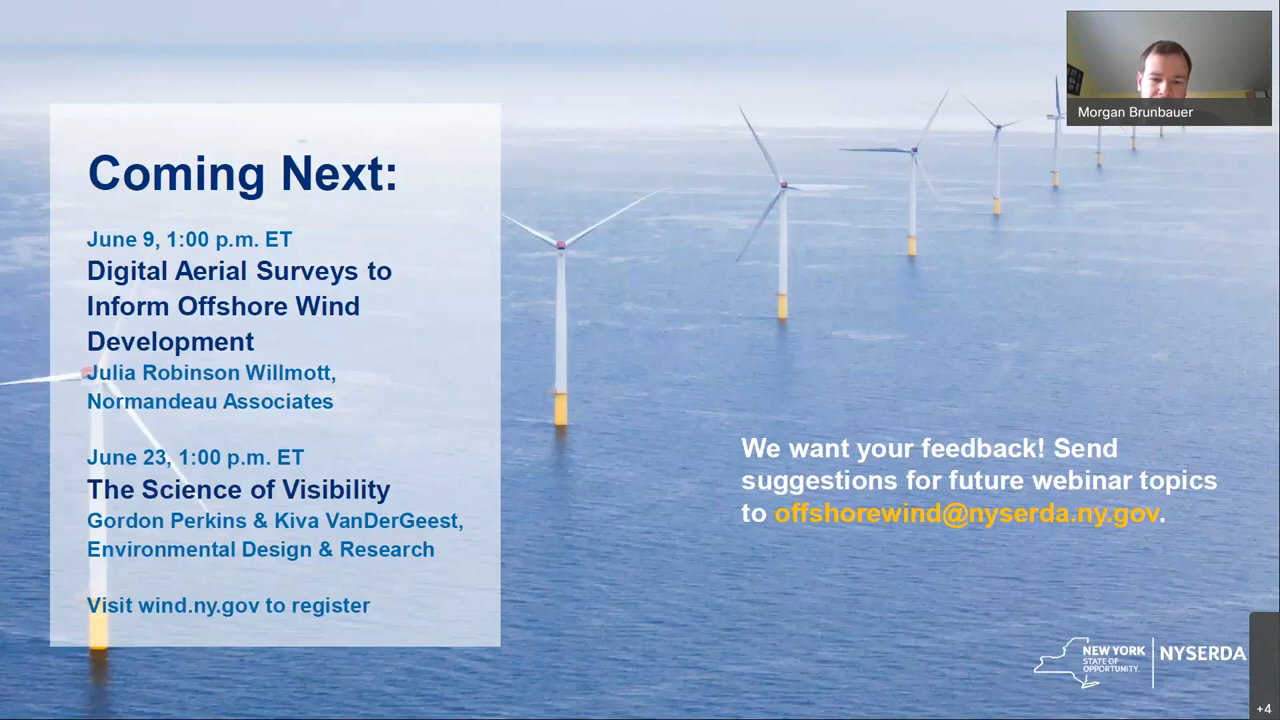 Morgan Brunbauer
Coming Next:
June 9, 1:00 p.m. ET
Digital Aerial Surveys to
Inform Offshore Wind
Development
Julia Robinson Willmott,
Normandeau Associates
June 23, 1:00 p.m. ET
The Science of Visibility
Gordon Perkins & Kiva VanDerGeest,
Environmental Design & Research
Visit wind.ny.gov to register
We want your feedback! Send
suggestions for future webinar topics
to offshorewind@nyserda.ny.gov.
NEW YORK
STATE OF
OPPORTUNITY.
NYSERDA
+4